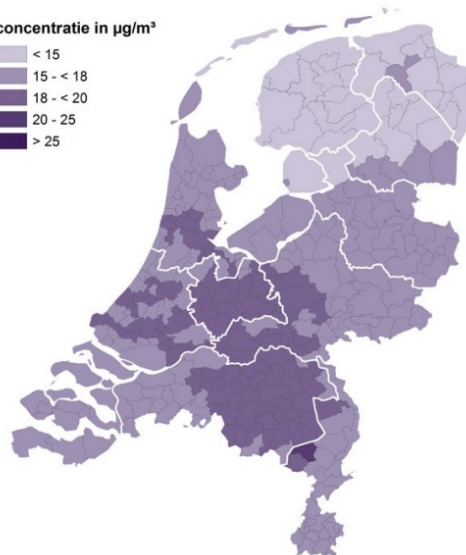 concentratie in µg/m³
< 15
15 - < 18
18 - < 20
20 - 25
> 25